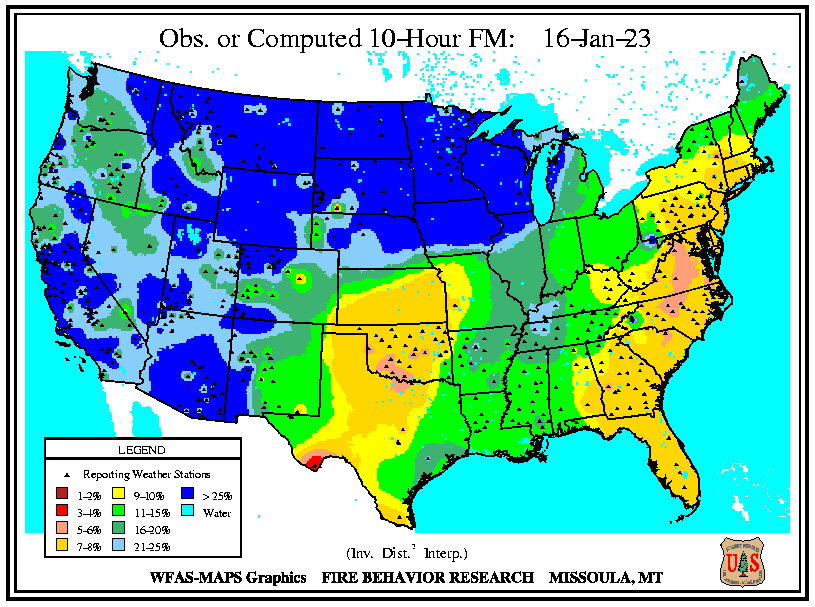 Obs. or Computed 10-Hour FM: 16-Jan-23
LEGEND
Reporting Weather Stations
1-2% 9-10% > 25%
3-4% 11-15% Water
5-6% 16-20%
7-8% 21-25%
(Inv. Dist.² Interp.)
WFAS-MAPS Graphics FIRE BEHAVIOR RESEARCH MISSOULA, MT
U S